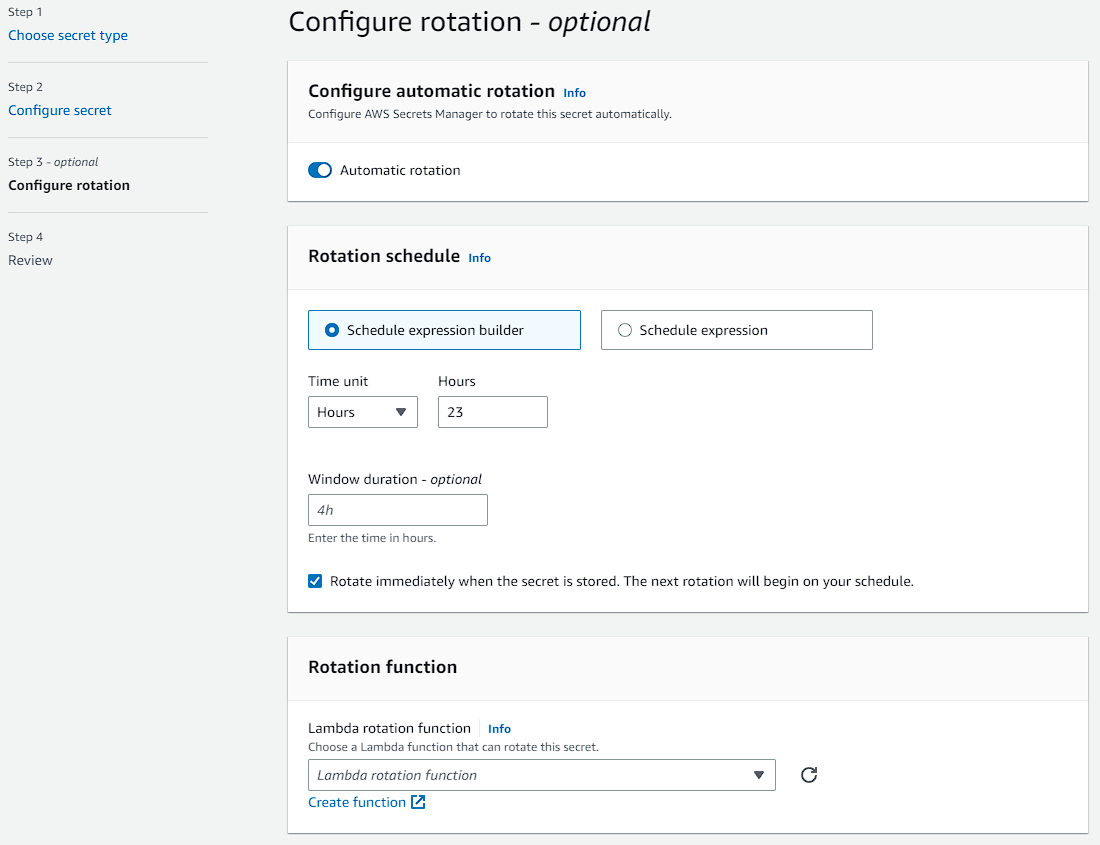 Step 1
Choose secret type
Step 2
Configure secret
Step 3 - optional
Configure rotation
Step 4
Review
Configure rotation - optional
Configure automatic rotation Info
Configure AWS Secrets Manager to rotate this secret automatically.
Automatic rotation
Rotation schedule Info
Schedule expression builder
Schedule expression
Time unit Hours
Hours 23
Window duration - optional
4h
Enter the time in hours.
Rotate immediately when the secret is stored. The next rotation will begin on your schedule.
Rotation function
Lambda rotation function Info
Choose a Lambda function that can rotate this secret.
Lambda rotation function
Create function